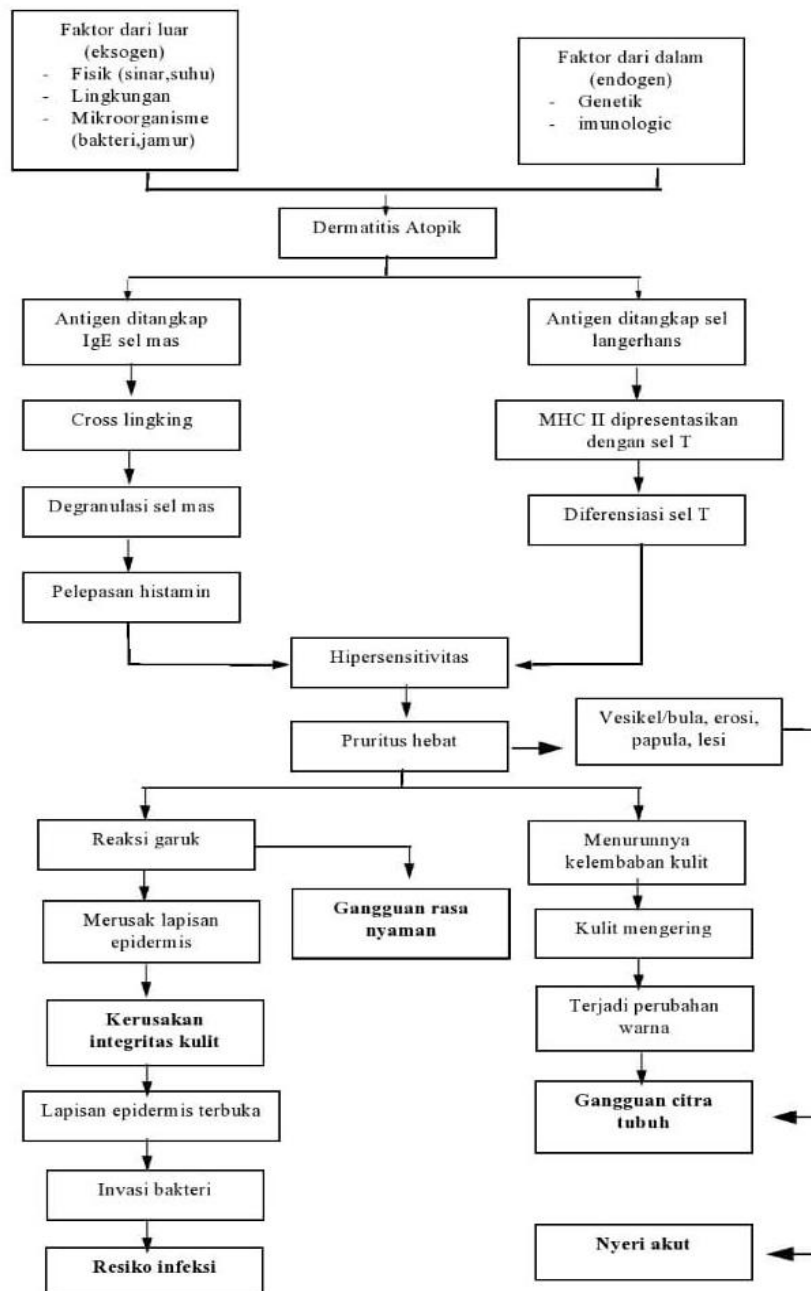 Faktor dari luar
(eksogen)
- Fisik (sinar,suhu)
- Lingkungan
- Mikroorganisme
(bakteri,jamur)
Faktor dari dalam
(endogen)
- Genetik
- imunologic
Dermatitis Atopik
Antigen ditangkap
IgE sel mas
Antigen ditangkap sel
langerhans
Cross lingking
MHC II dipresentasikan
dengan sel T
Degranulasi sel mas
Diferensiasi sel T
Pelepasan histamin
Hipersensitivitas
Pruritus hebat
Vesikel/bula, erosi,
papula, lesi
Reaksi garuk
Menurunnya
kelembaban kulit
Gangguan rasa
nyaman
Merusak lapisan
epidermis
Kulit mengering
Kerusakan
integritas kulit
Terjadi perubahan
warna
Lapisan epidermis terbuka
Gangguan citra
tubuh
Invasi bakteri
Resiko infeksi
Nyeri akut